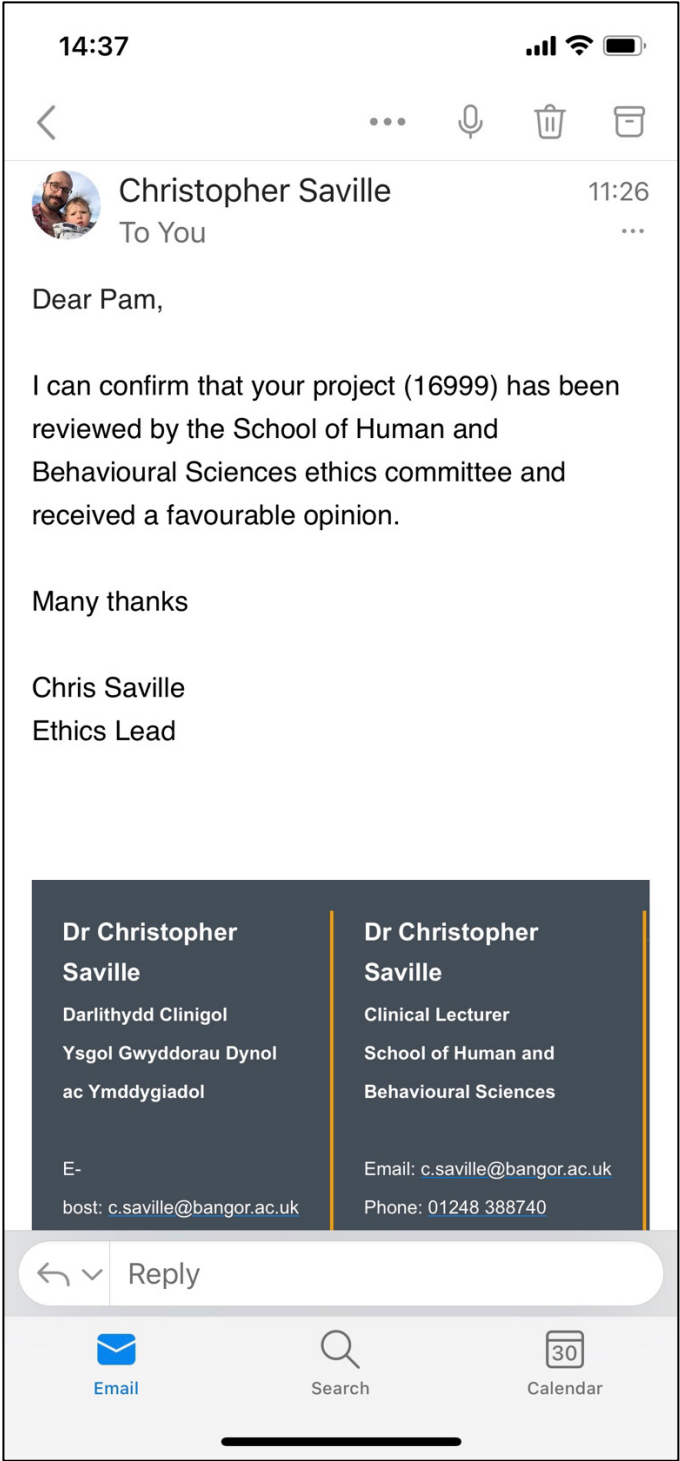 14:37
Christopher Saville
11:26
To You
Dear Pam,
I can confirm that your project (16999) has been
reviewed by the School of Human and
Behavioural Sciences ethics committee and
received a favourable opinion.
Many thanks
Chris Saville
Ethics Lead
Dr Christopher
Saville
Darlithydd Clinigol
Ysgol Gwyddorau Dynol
ac Ymddygiadol
E-
bost: c.saville@bangor.ac.uk
Dr Christopher
Saville
Clinical Lecturer
School of Human and
Behavioural Sciences
Email: c.saville@bangor.ac.uk
Phone: 01248 388740
Reply
Email
Search
30
Calendar